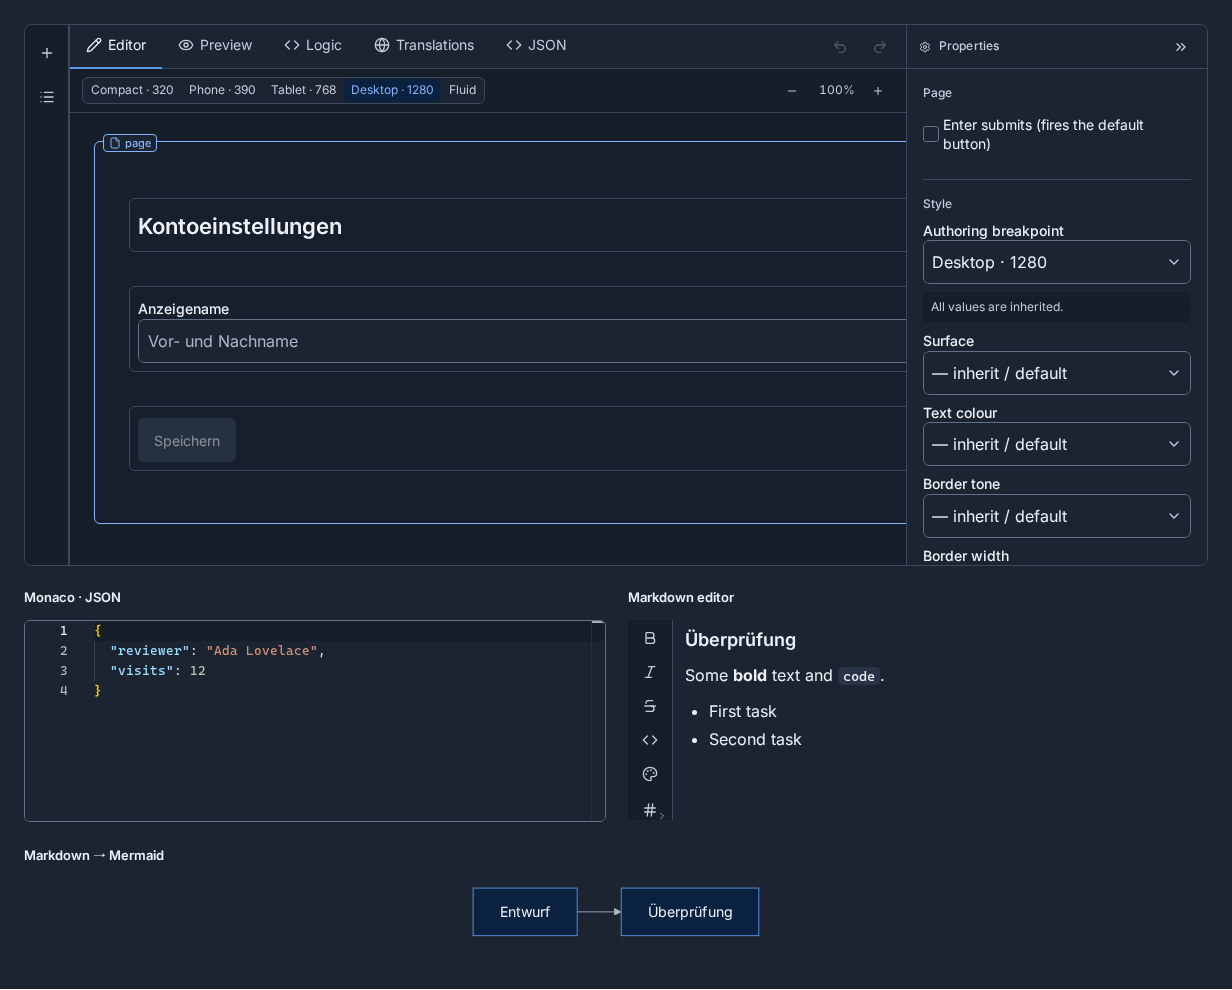 Editor Preview Logic Translations JSON
Compact · 320 Phone · 390 Tablet · 768 Desktop · 1280 Fluid 100%
page
Kontoeinstellungen
Anzeigename
Vor- und Nachname
Speichern
Properties
Page
Enter submits (fires the default
button)
Style
Authoring breakpoint
Desktop · 1280
All values are inherited.
Surface
— inherit / default
Text colour
— inherit / default
Border tone
— inherit / default
Border width
Monaco · JSON
1 {
2 "reviewer": "Ada Lovelace",
3 "visits": 12
4 }
Markdown editor
Überprüfung
Some bold text and code.
• First task
• Second task
Markdown → Mermaid
Entwurf Überprüfung